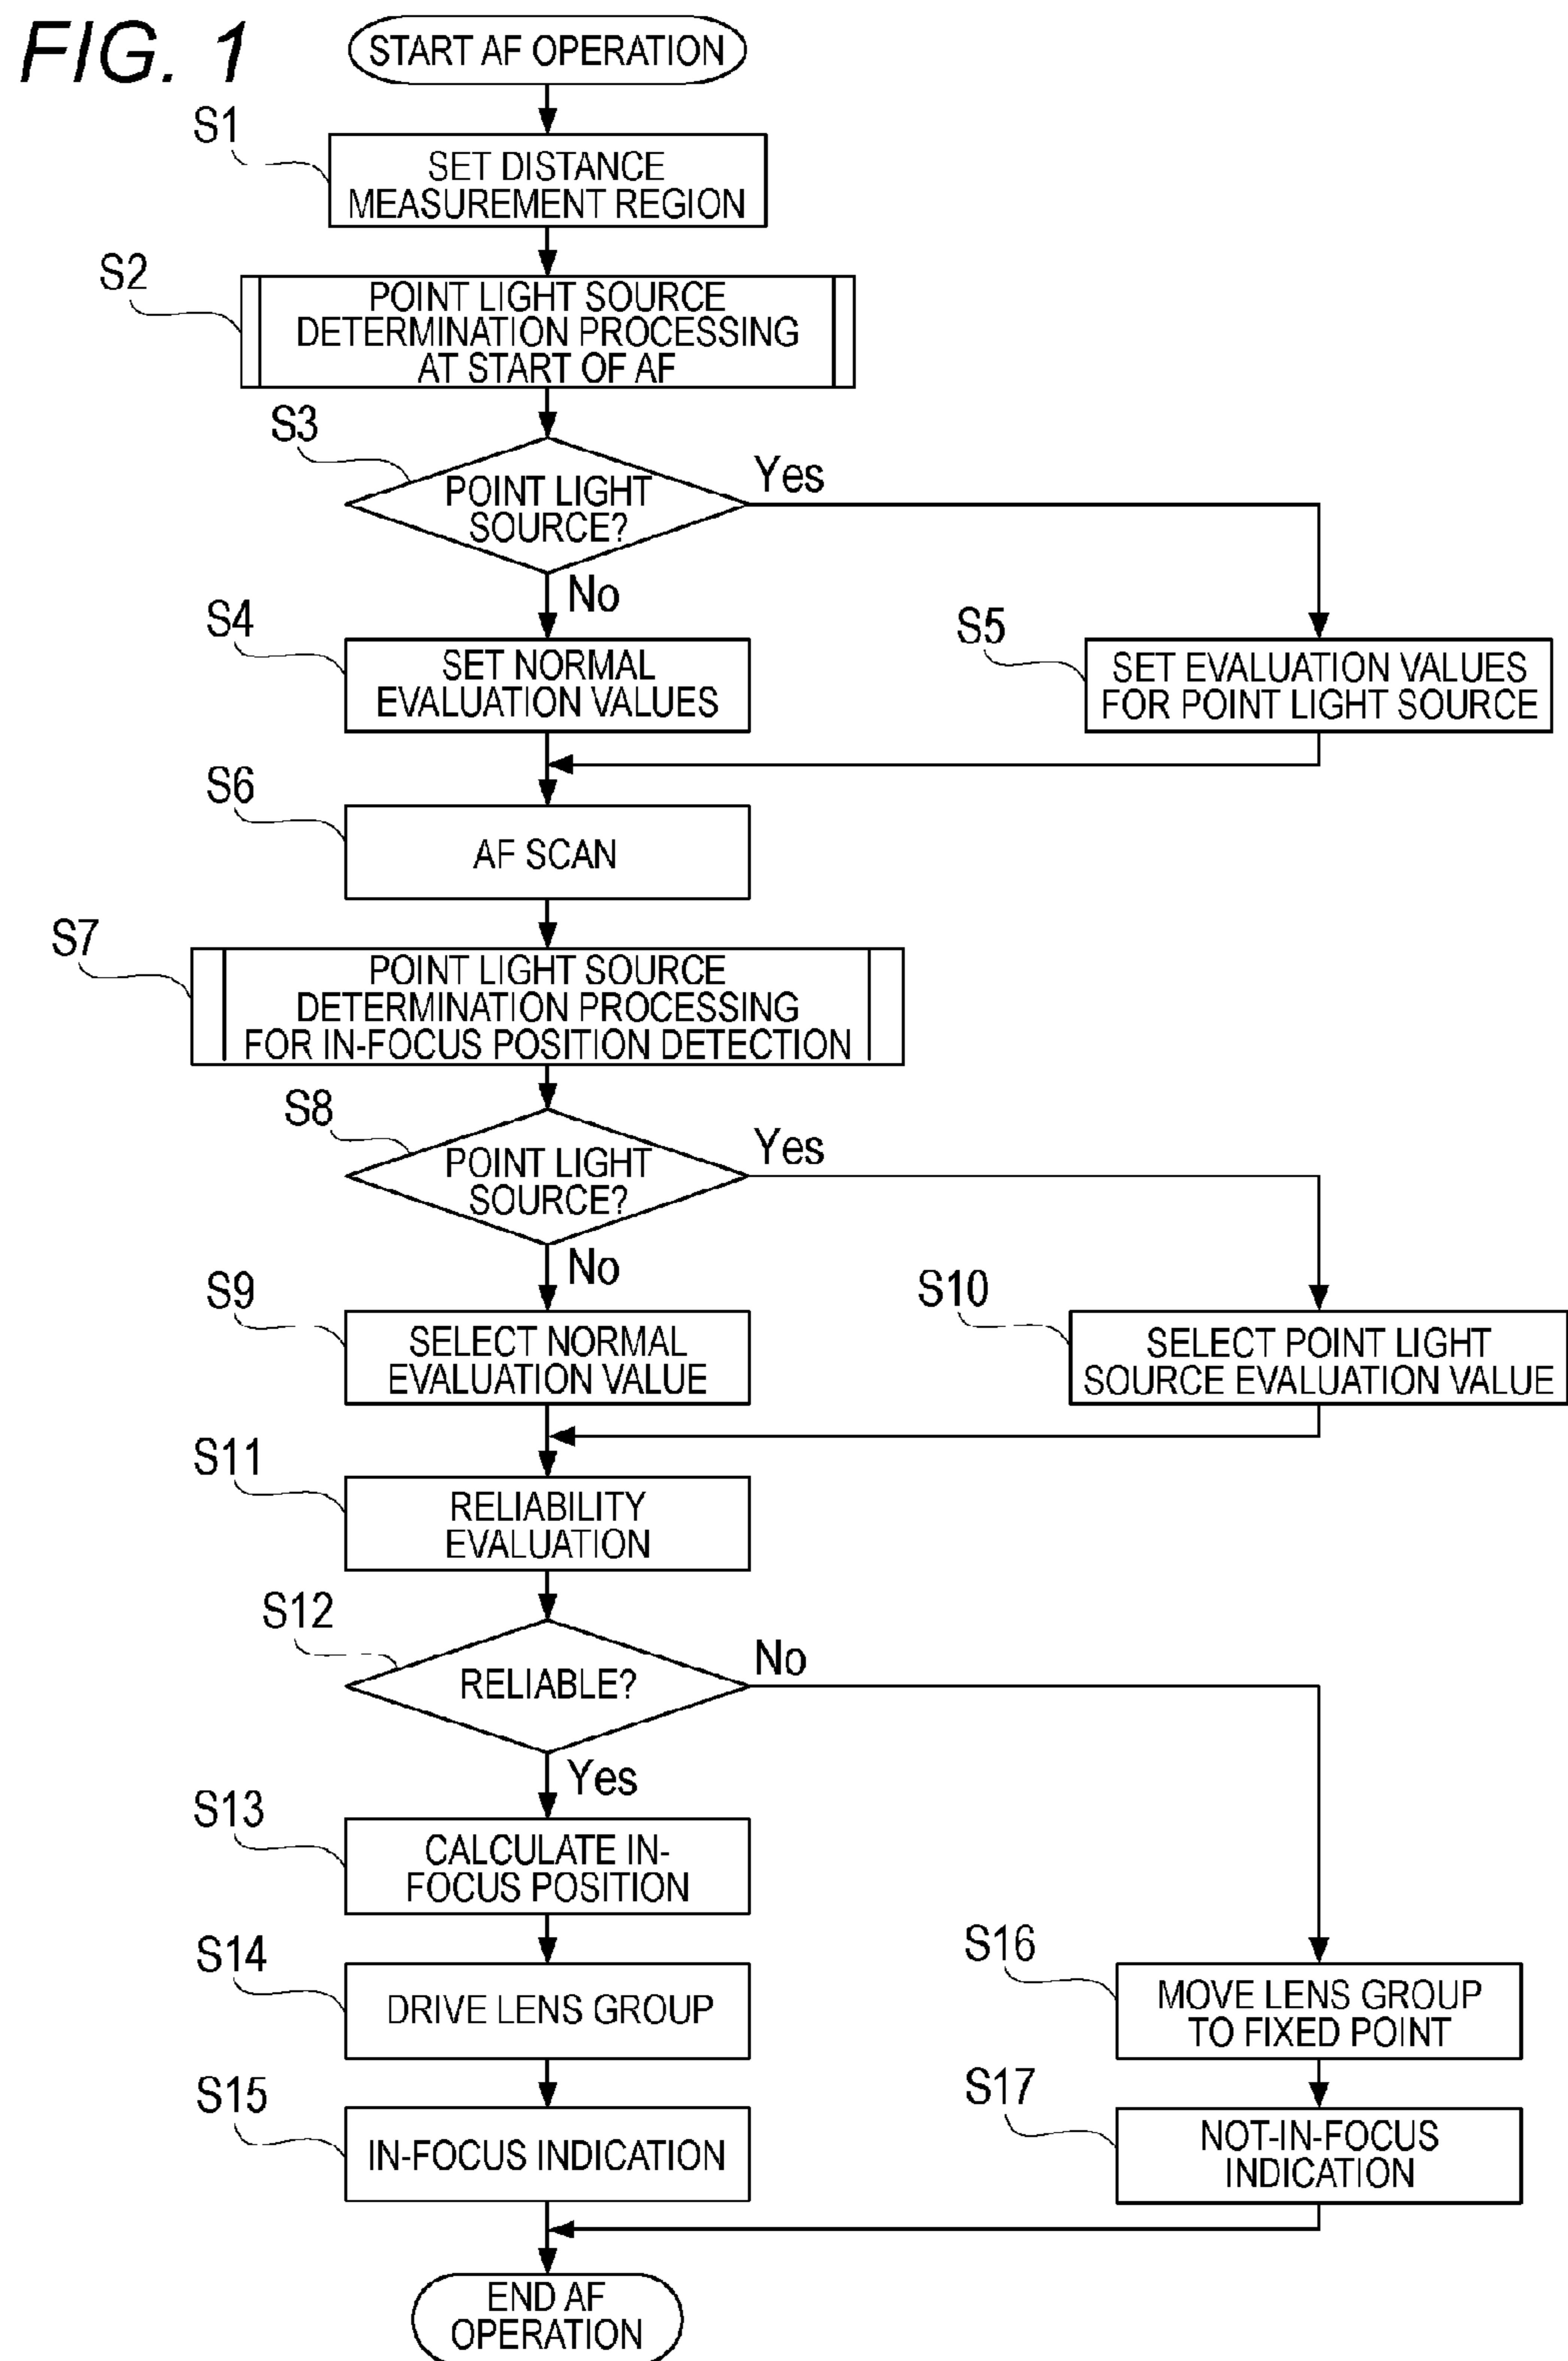 FIG. 1
START AF OPERATION
S1
SET DISTANCE
MEASUREMENT REGION
S2
POINT LIGHT SOURCE
DETERMINATION PROCESSING
AT START OF AF
S3
POINT LIGHT
SOURCE?
Yes
No
S4
SET NORMAL
EVALUATION VALUES
S5
SET EVALUATION VALUES
FOR POINT LIGHT SOURCE
S6
AF SCAN
S7
POINT LIGHT SOURCE
DETERMINATION PROCESSING
FOR IN-FOCUS POSITION DETECTION
S8
POINT LIGHT
SOURCE?
Yes
No
S9
SELECT NORMAL
EVALUATION VALUE
S10
SELECT POINT LIGHT
SOURCE EVALUATION VALUE
S11
RELIABILITY
EVALUATION
S12
RELIABLE?
No
Yes
S13
CALCULATE IN-
FOCUS POSITION
S14
DRIVE LENS GROUP
S16
MOVE LENS GROUP
TO FIXED POINT
S15
IN-FOCUS INDICATION
S17
NOT-IN-FOCUS
INDICATION
END AF
OPERATION